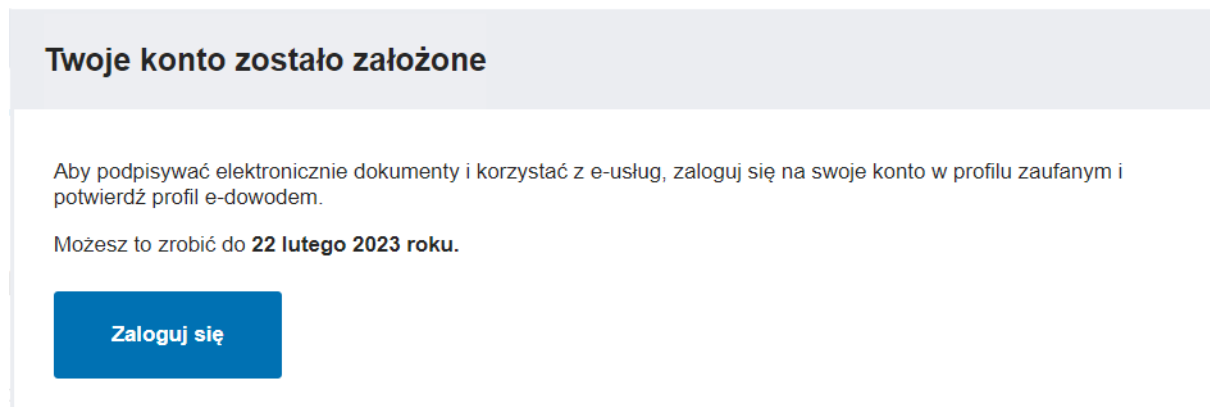 Twoje konto zostało założone
Aby podpisywać elektronicznie dokumenty i korzystać z e-usług, zaloguj się na swoje konto w profilu zaufanym i
potwierdź profil e-dowodem.
Możesz to zrobić do 22 lutego 2023 roku.
Zaloguj się